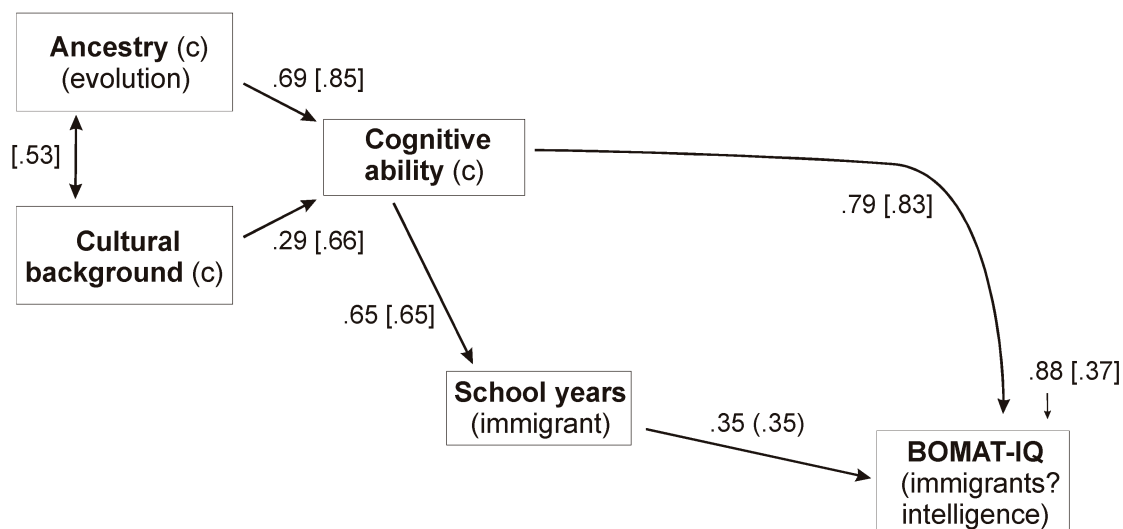 Ancestry (c)
(evolution)
.69 [.85]
[.53]
Cognitive
ability (c)
.79 [.83]
Cultural
background (c)
.29 [.66]
.65 [.65]
School years
(immigrant)
.35 (.35)
.88 [.37]
BOMAT-IQ
(immigrants?
intelligence)